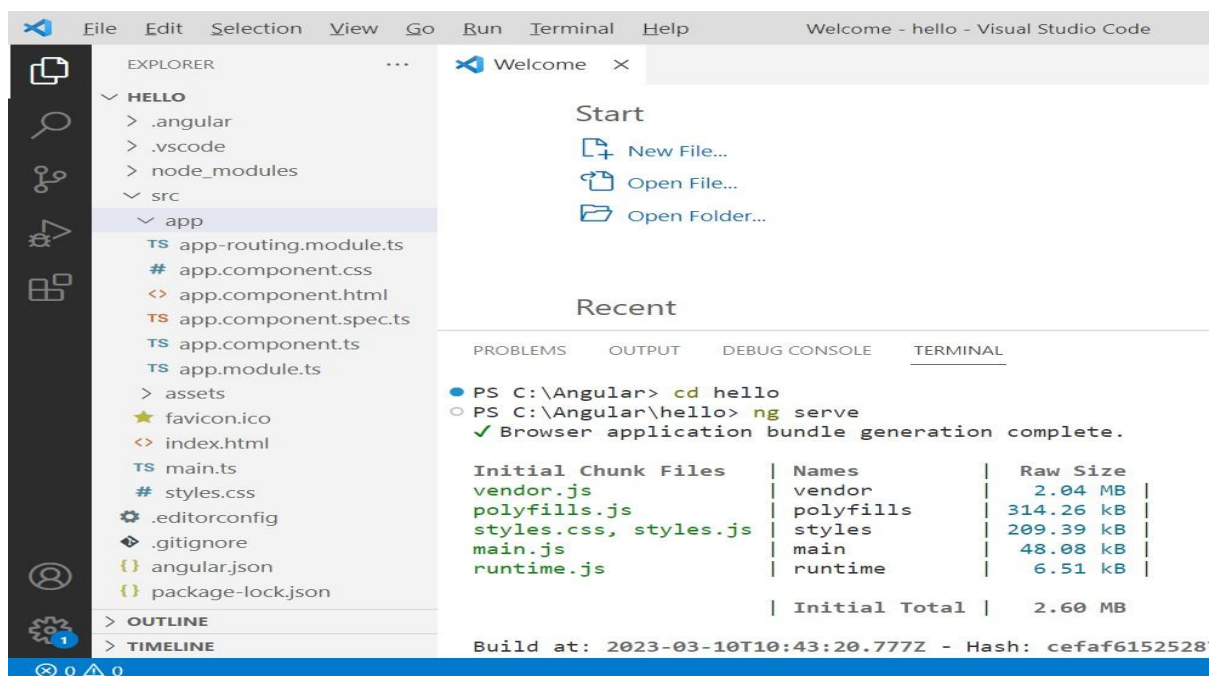 File Edit Selection View Go Run Terminal Help Welcome - hello - Visual Studio Code
EXPLORER ...
HELLO
.angular
.vscode
node_modules
src
app
TS app-routing.module.ts
# app.component.css
<> app.component.html
TS app.component.spec.ts
TS app.component.ts
TS app.module.ts
assets
favicon.ico
<> index.html
TS main.ts
# styles.css
.editorconfig
.gitignore
{} angular.json
{} package-lock.json
OUTLINE
TIMELINE
1
0 0
Welcome
Start
New File...
Open File...
Open Folder...
Recent
PROBLEMS OUTPUT DEBUG CONSOLE TERMINAL
PS C:\Angular> cd hello
PS C:\Angular\hello> ng serve
✓ Browser application bundle generation complete.
Initial Chunk Files | Names | Raw Size
vendor.js | vendor | 2.04 MB |
polyfills.js | polyfills | 314.26 kB |
styles.css, styles.js | styles | 209.39 kB |
main.js | main | 48.08 kB |
runtime.js | runtime | 6.51 kB |
| Initial Total | 2.60 MB
Build at: 2023-03-10T10:43:20.777Z - Hash: cefaf6152528